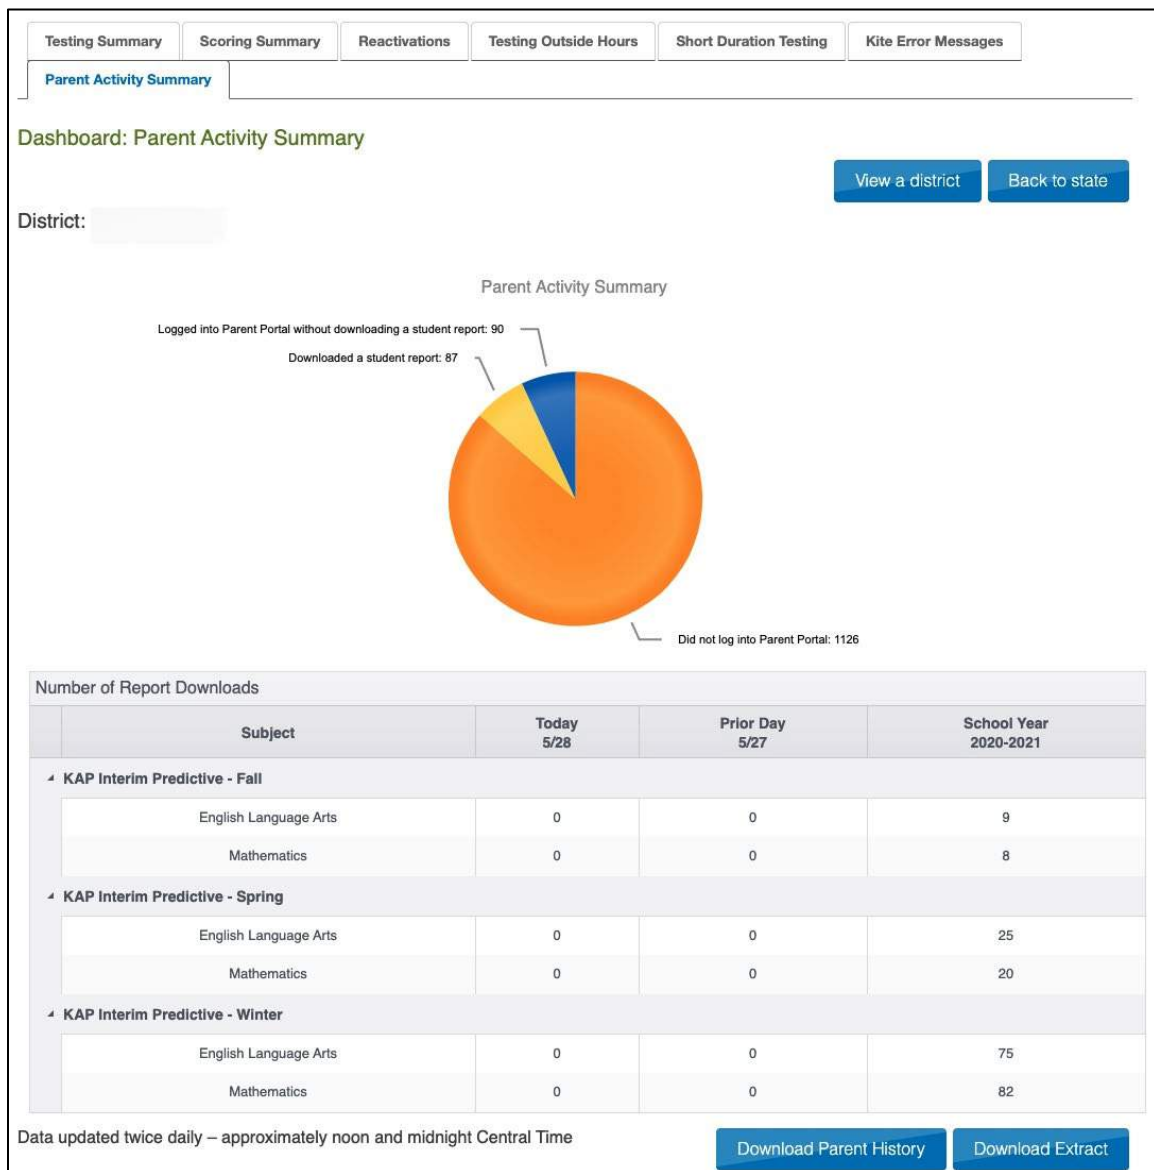 Testing Summary
Scoring Summary
Reactivations
Testing Outside Hours
Short Duration Testing
Kite Error Messages
Parent Activity Summary
Dashboard: Parent Activity Summary
View a district
Back to state
District:
Parent Activity Summary
Logged into Parent Portal without downloading a student report: 90
Downloaded a student report: 87
Did not log into Parent Portal: 1126
Number of Report Downloads
Subject
Today
5/28
Prior Day
5/27
School Year
2020-2021
KAP Interim Predictive - Fall
English Language Arts 0 0 9
Mathematics 0 0 8
KAP Interim Predictive - Spring
English Language Arts 0 0 25
Mathematics 0 0 20
KAP Interim Predictive - Winter
English Language Arts 0 0 75
Mathematics 0 0 82
Data updated twice daily – approximately noon and midnight Central Time
Download Parent History
Download Extract